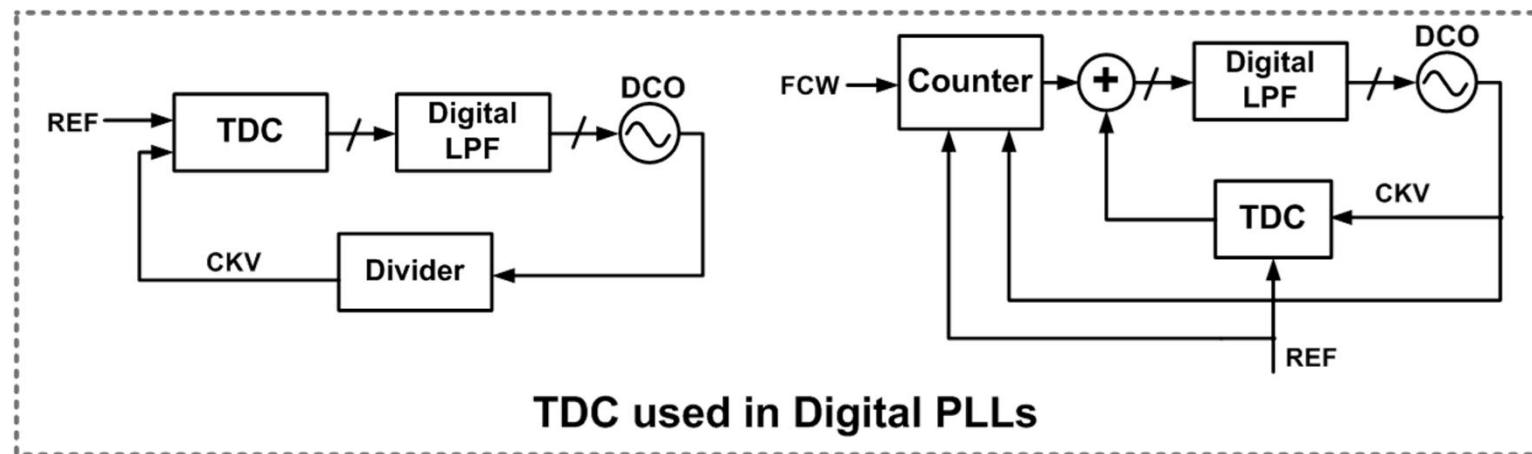 REF
TDC
Digital
LPF
DCO
CKV
Divider
FCW
Counter
+
Digital
LPF
DCO
TDC
CKV
REF
TDC used in Digital PLLs